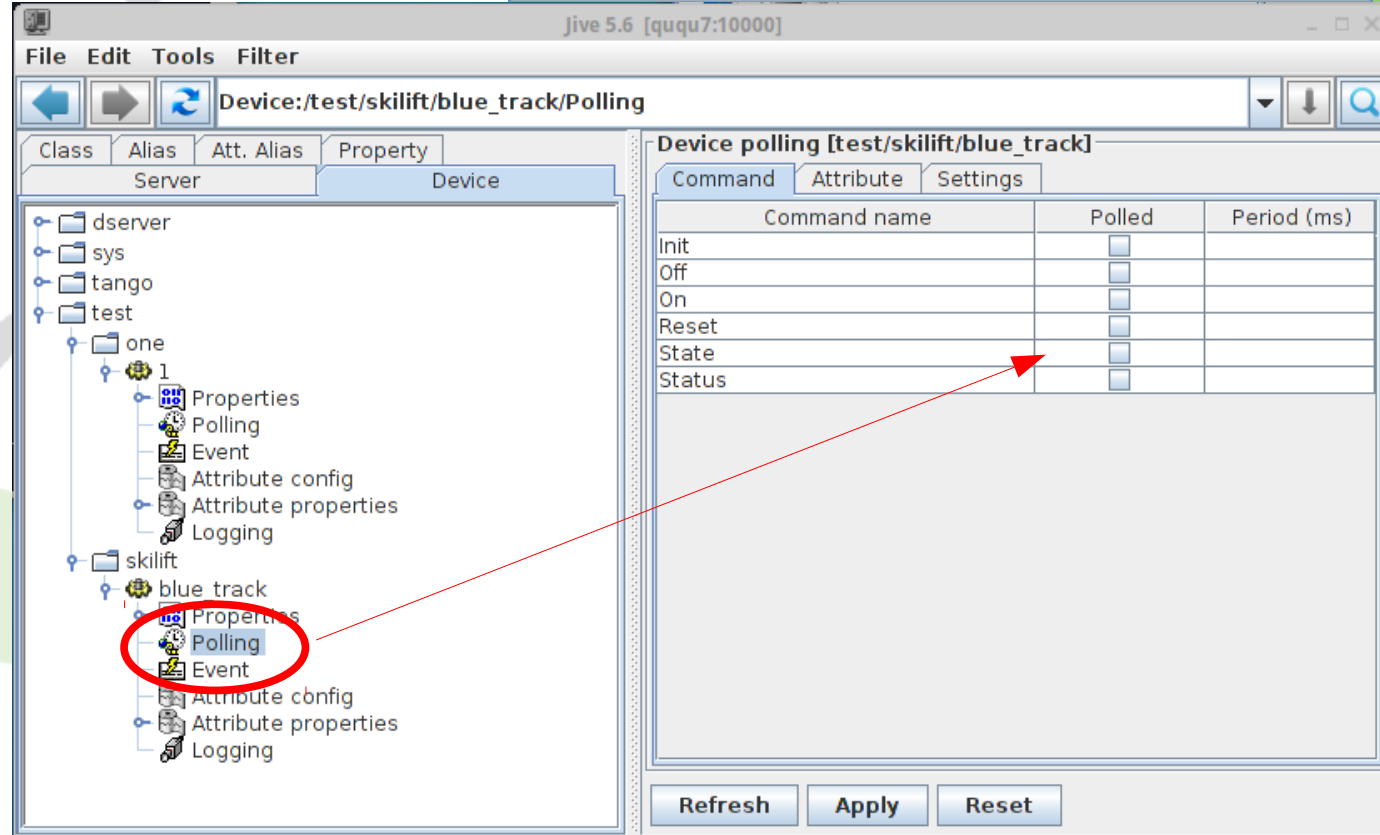 Jive 5.6 [ququ7:10000]
File Edit Tools Filter
Device:/test/skilift/blue_track/Polling
Class Alias Att. Alias Property
Server Device
dserver
sys
tango
test
one
1
Properties
Polling
Event
Attribute config
Attribute properties
Logging
skilift
blue_track
Properties
Polling
Event
Attribute config
Attribute properties
Logging
Device polling [test/skilift/blue_track]
Command Attribute Settings
Command name Polled Period (ms)
Init
Off
On
Reset
State
Status
Refresh Apply Reset